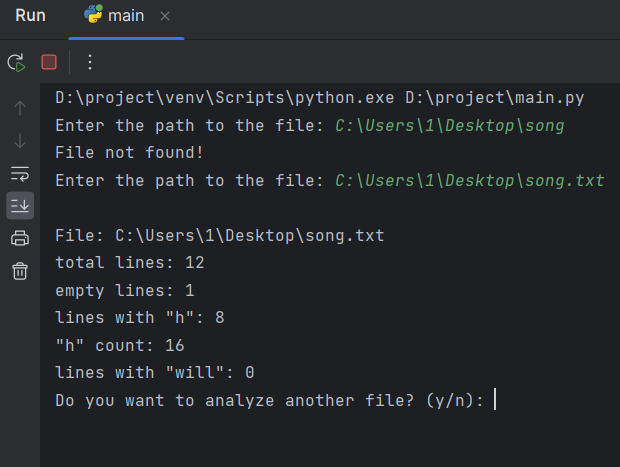 Run
main
D:\project\venv\Scripts\python.exe D:\project\main.py
Enter the path to the file: C:\Users\1\Desktop\song
File not found!
Enter the path to the file: C:\Users\1\Desktop\song.txt
File: C:\Users\1\Desktop\song.txt
total lines: 12
empty lines: 1
lines with "h": 8
"h" count: 16
lines with "will": 0
Do you want to analyze another file? (y/n):